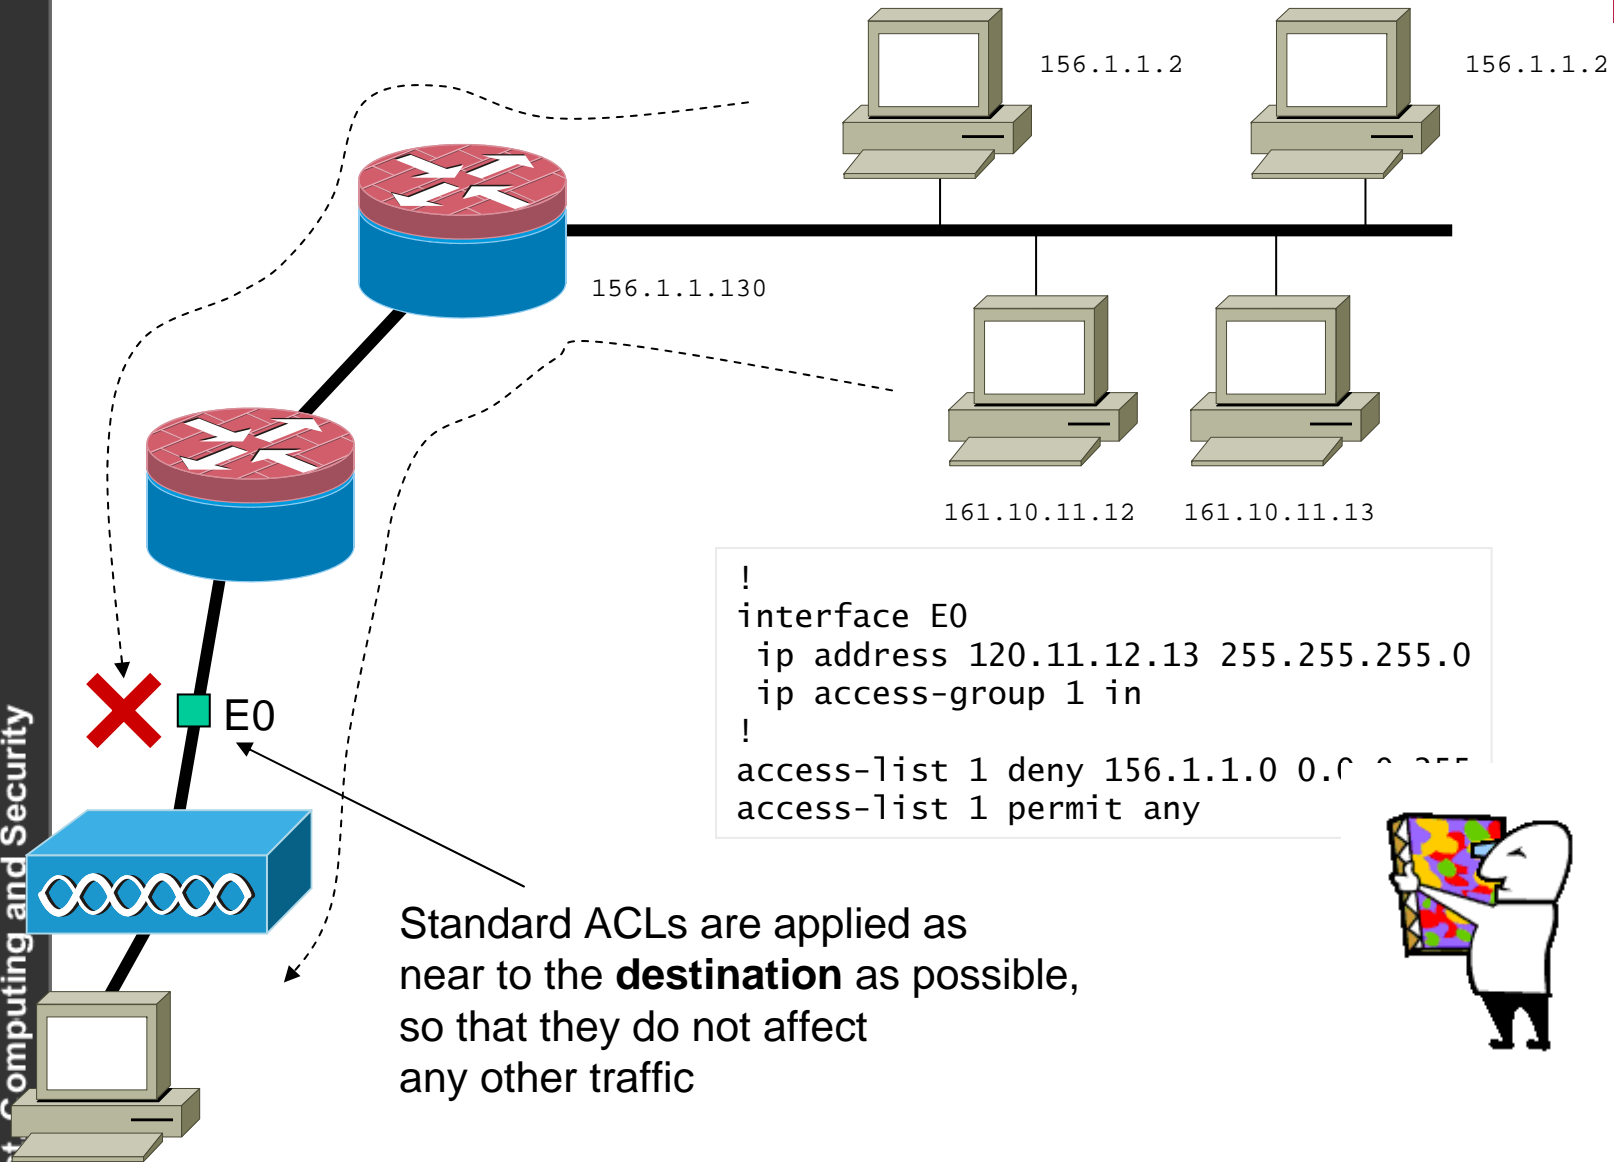 156.1.1.2
156.1.1.2
156.1.1.130
161.10.11.12
161.10.11.13
!
interface E0
ip address 120.11.12.13 255.255.255.0
ip access-group 1 in
!
access-list 1 deny 156.1.1.0
access-list 1 permit any
E0
Standard ACLs are applied as
near to the destination as possible,
so that they do not affect
any other traffic
Computing and Security